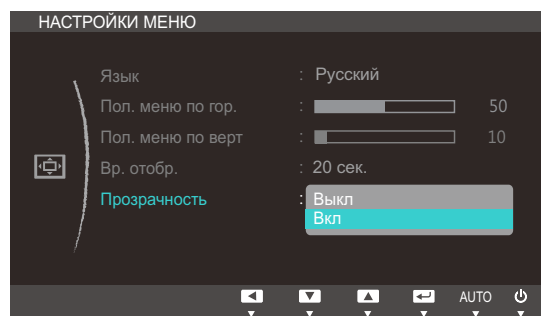 НАСТРОЙКИ МЕНЮ
Язык : Русский
Пол. меню по гор. : 50
Пол. меню по верт : 10
Вр. отобр. : 20 сек.
Прозрачность : Выкл
Вкл
AUTO